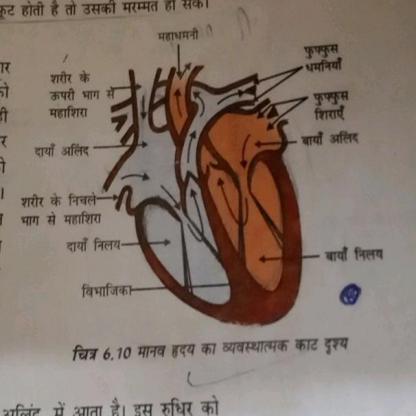 फूट होती है तो उसकी मरम्मत हो सके।
महाधमनी
फुफ्फुस
धमनियाँ
शरीर के
ऊपरी भाग से
महाशिरा
फुफ्फुस
शिराएँ
दायाँ अलिंद
बायाँ अलिंद
शरीर के निचले
भाग से महाशिरा
दायाँ निलय
बायाँ निलय
विभाजिका
चित्र 6.10 मानव हृदय का व्यवस्थात्मक काट दृश्य
अलिंद में आता है। इस रुधिर को